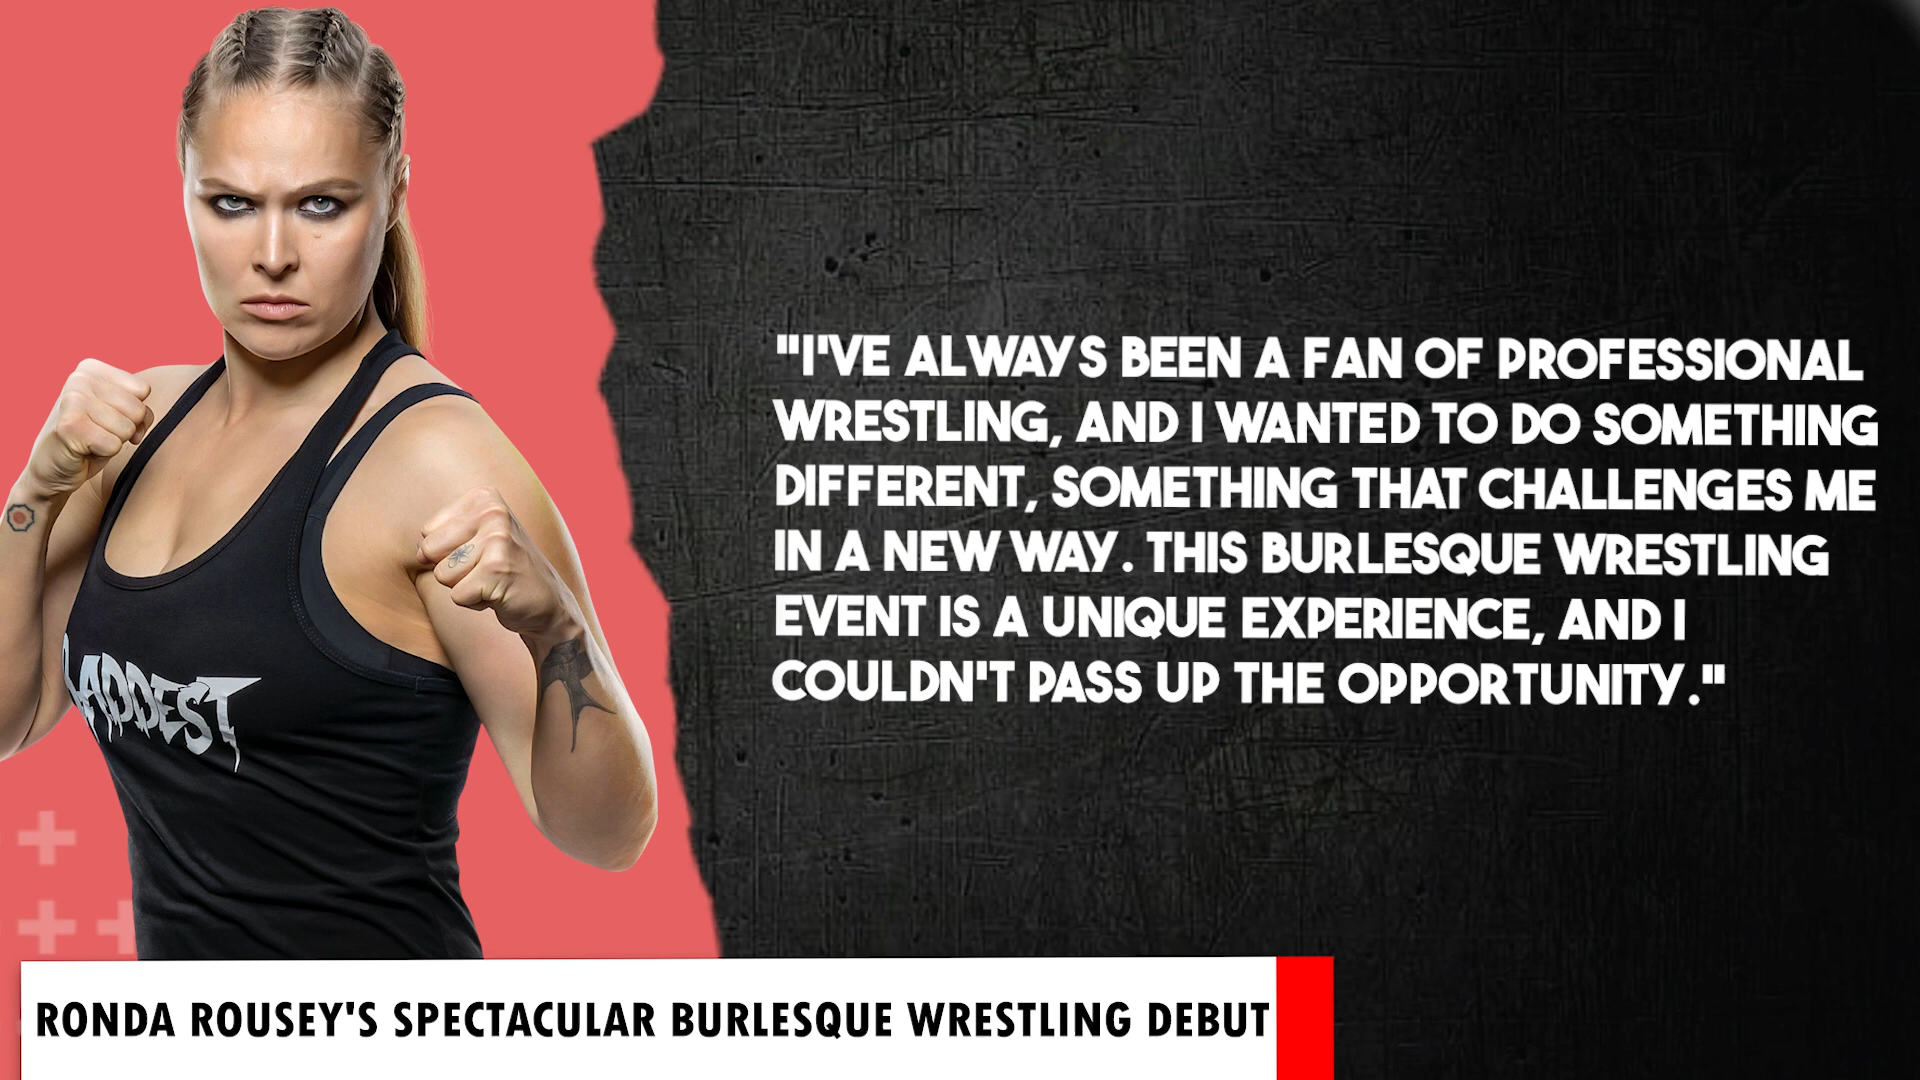 "I'VE ALWAYS BEEN A FAN OF PROFESSIONAL
WRESTLING, AND I WANTED TO DO SOMETHING
DIFFERENT, SOMETHING THAT CHALLENGES ME
IN A NEW WAY. THIS BURLESQUE WRESTLING
EVENT IS A UNIQUE EXPERIENCE, AND I
COULDN'T PASS UP THE OPPORTUNITY."
BADDEST
RONDA ROUSEY'S SPECTACULAR BURLESQUE WRESTLING DEBUT